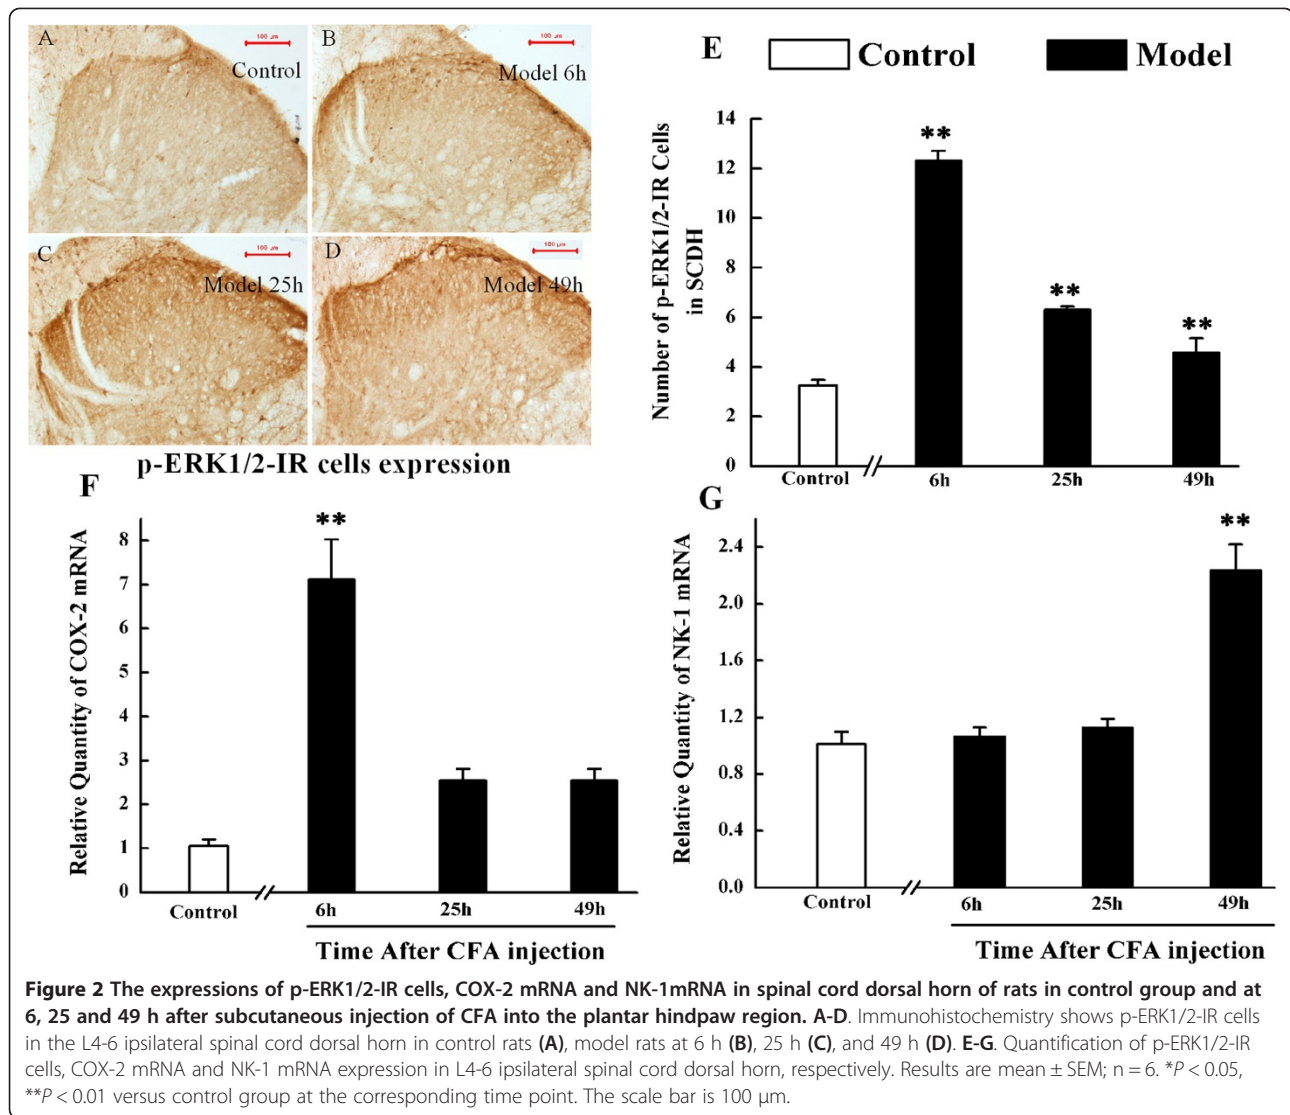 A
100 µm
Control
B
100 µm
Model 6h
C
100 µm
Model 25h
D
100 µm
Model 49h
p-ERK1/2-IR cells expression
E
Control
Model
Number of p-ERK1/2-IR Cells
in SCDH
14
12
10
8
6
4
2
0
**
**
**
Control
6h
25h
49h
F
Relative Quantity of COX-2 mRNA
8
7
6
5
4
3
2
1
0
**
Control
6h
25h
49h
Time After CFA injection
G
Relative Quantity of NK-1 mRNA
2.4
2.0
1.6
1.2
0.8
0.4
0.0
**
Control
6h
25h
49h
Time After CFA injection
Figure 2 The expressions of p-ERK1/2-IR cells, COX-2 mRNA and NK-1mRNA in spinal cord dorsal horn of rats in control group and at
6, 25 and 49 h after subcutaneous injection of CFA into the plantar hindpaw region. A-D. Immunohistochemistry shows p-ERK1/2-IR cells
in the L4-6 ipsilateral spinal cord dorsal horn in control rats (A), model rats at 6 h (B), 25 h (C), and 49 h (D). E-G. Quantification of p-ERK1/2-IR
cells, COX-2 mRNA and NK-1 mRNA expression in L4-6 ipsilateral spinal cord dorsal horn, respectively. Results are mean ± SEM; n = 6. *P < 0.05,
**P < 0.01 versus control group at the corresponding time point. The scale bar is 100 μm.